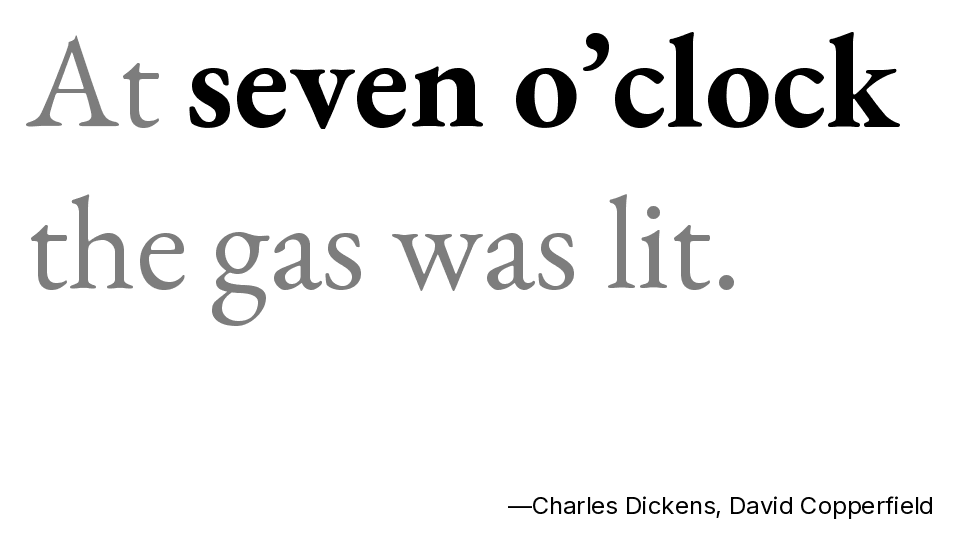 At seven o’clock
the gas was lit.
—Charles Dickens, David Copperfield